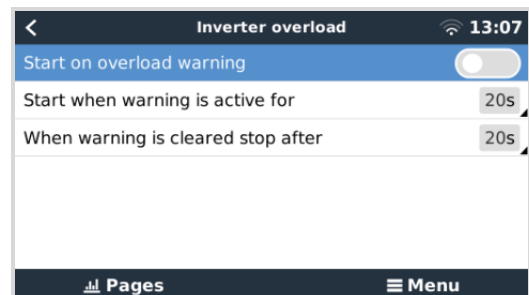 Inverter overload 13:07
Start on overload warning
Start when warning is active for 20s
When warning is cleared stop after 20s
Pages Menu